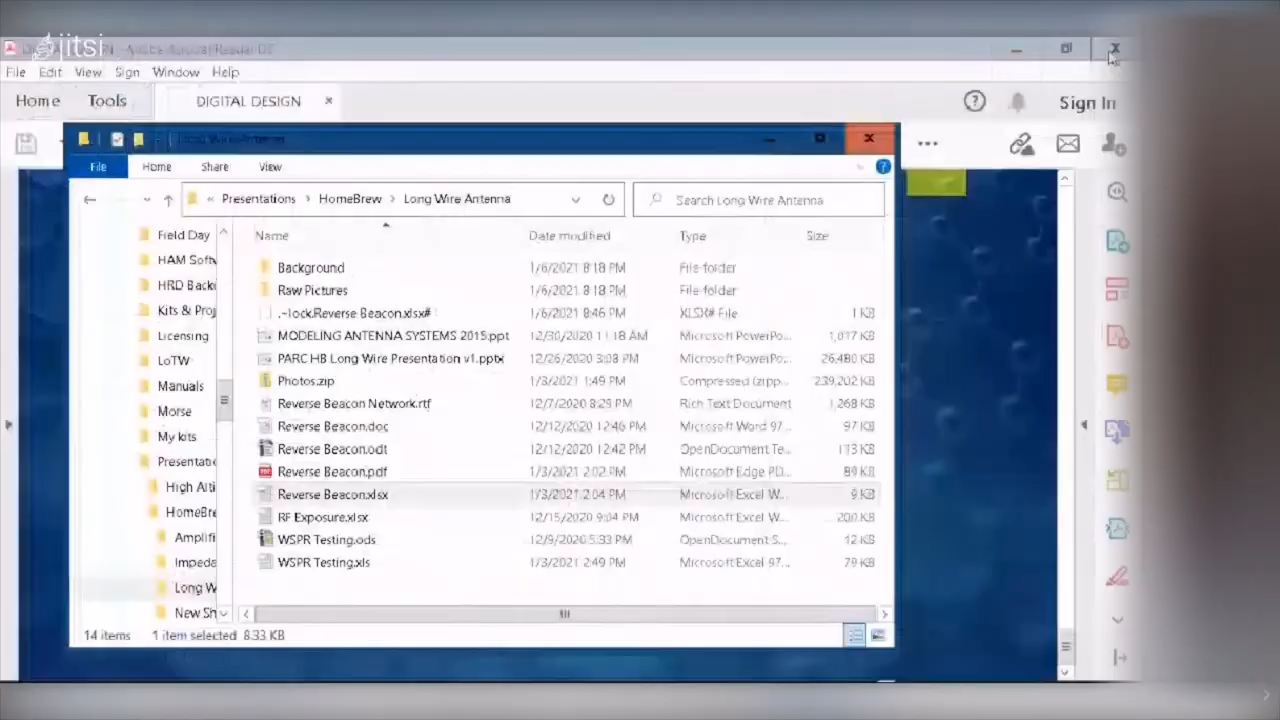 jitsi
File Edit View Sign Window Help
Home Tools DIGITAL DESIGN × Sign In
File Home Share View
« Presentations › HomeBrew › Long Wire Antenna Search Long Wire Antenna
Name Date modified Type Size
Field Day
HAM Softw
HRD Back
Kits & Proj
Licensing
LoTW
Manuals
Morse
My kits
Presentatio
High Alti
HomeBre
Amplifi
Impeda
Long W
New Sh
Background 1/6/2021 8:18 PM File folder
Raw Pictures 1/6/2021 8:18 PM File folder
.~lock.Reverse Beacon.xlsx# 1/6/2021 8:46 PM XLSX# File 1 KB
MODELING ANTENNA SYSTEMS 2015.ppt 12/30/2020 11:18 AM Microsoft PowerPo... 1,017 KB
PARC HB Long Wire Presentation v1.pptx 12/26/2020 3:08 PM Microsoft PowerPo... 26,480 KB
Photos.zip 1/3/2021 1:49 PM Compressed (zipp... 239,202 KB
Reverse Beacon Network.rtf 12/7/2020 8:29 PM Rich Text Document 1,268 KB
Reverse Beacon.doc 12/12/2020 12:46 PM Microsoft Word 97... 97 KB
Reverse Beacon.odt 12/12/2020 12:42 PM OpenDocument Te... 113 KB
Reverse Beacon.pdf 1/3/2021 2:02 PM Microsoft Edge PD... 89 KB
Reverse Beacon.xlsx 1/3/2021 2:04 PM Microsoft Excel W... 9 KB
RF Exposure.xlsx 12/15/2020 9:04 PM Microsoft Excel W... 200 KB
WSPR Testing.ods 12/9/2020 5:33 PM OpenDocument S... 12 KB
WSPR Testing.xls 1/3/2021 2:49 PM Microsoft Excel 97... 79 KB
14 items 1 item selected 8.33 KB